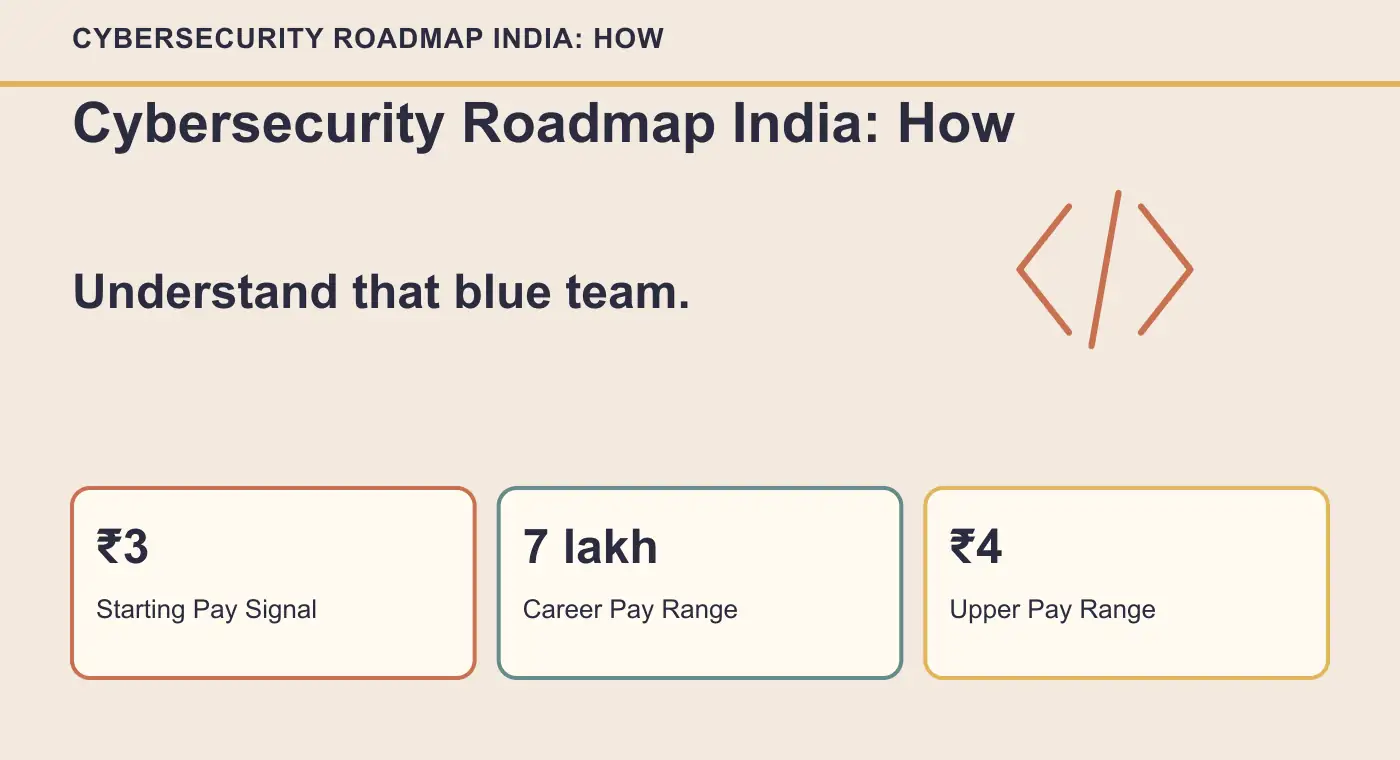 CYBERSECURITY ROADMAP INDIA: HOW
Cybersecurity Roadmap India: How
Understand that blue team.
₹3
Starting Pay Signal
7 lakh
Career Pay Range
₹4
Upper Pay Range